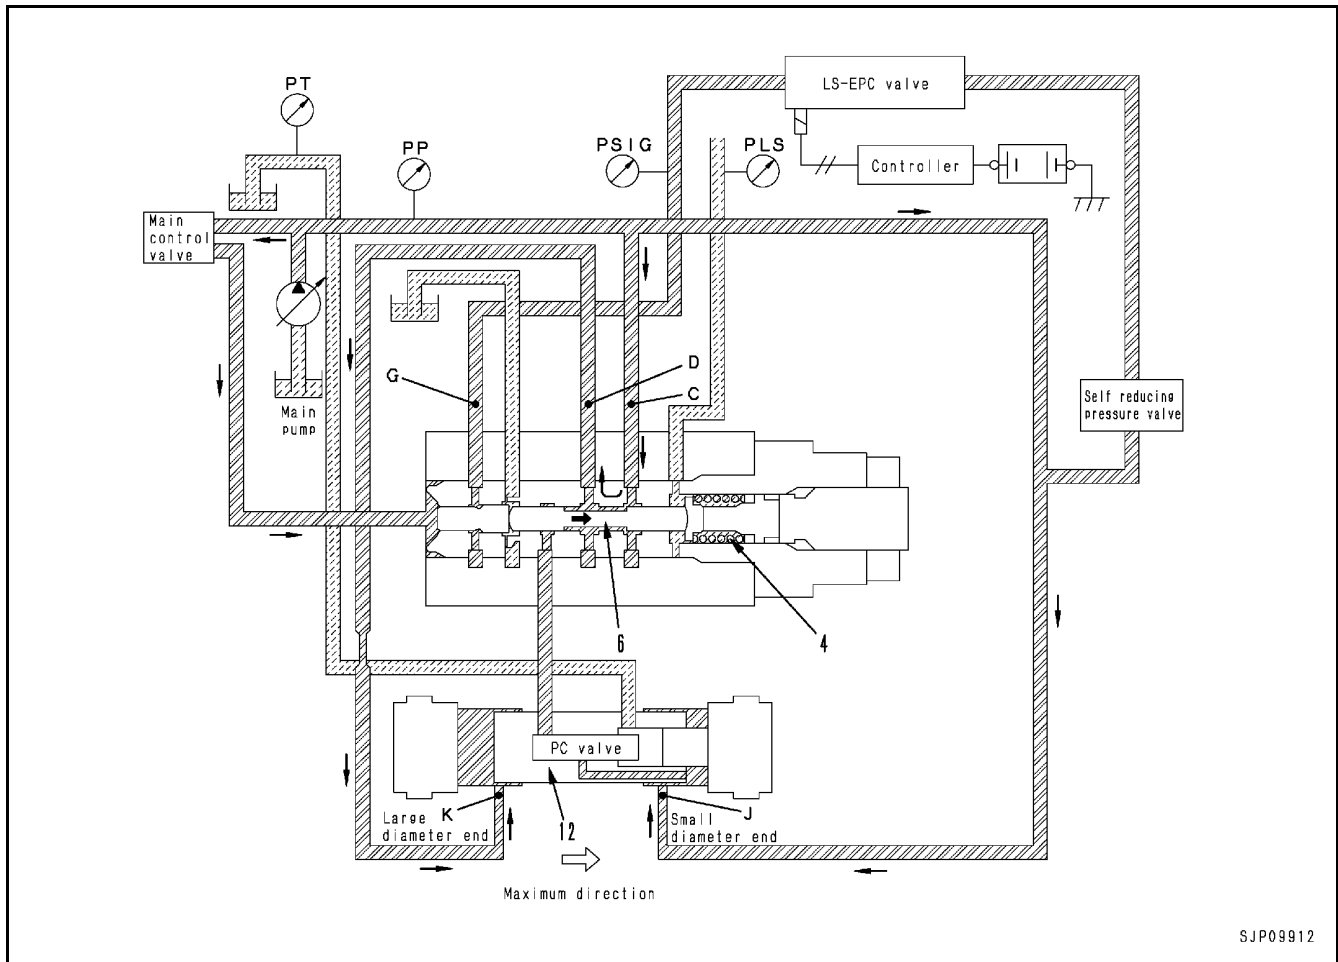 PT
PP
PSIG
PLS
LS-EPC valve
Controller
Main
control
valve
G
D
C
Main
pump
Self reducing
pressure valve
6
4
PC valve
K
J
Large
diameter end
12
Small
diameter end
Maximum direction
SJP09912